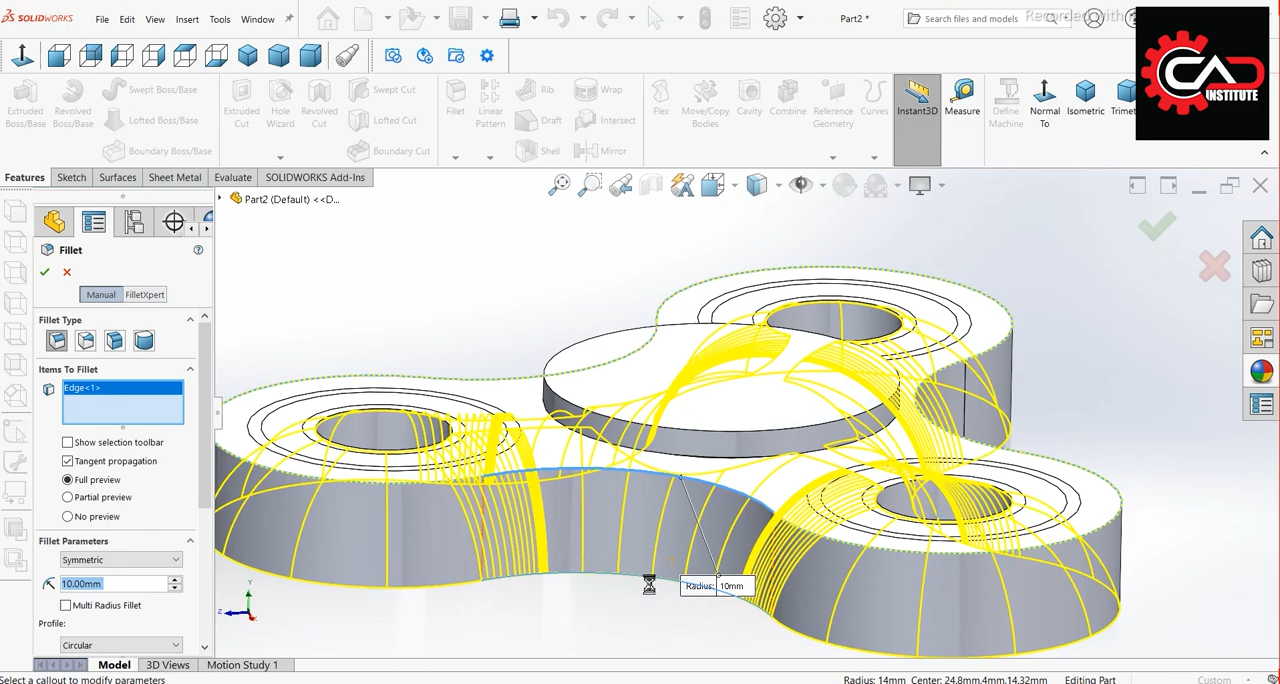 SOLIDWORKS File Edit View Insert Tools Window Part2 * Search files and models
Recorded with
CAD
INSTITUTE
Extruded Boss/Base
Revolved Boss/Base
Swept Boss/Base
Lofted Boss/Base
Boundary Boss/Base
Extruded Cut
Hole Wizard
Revolved Cut
Swept Cut
Lofted Cut
Boundary Cut
Fillet
Linear Pattern
Rib
Draft
Shell
Wrap
Intersect
Mirror
Flex
Move/Copy Bodies
Cavity
Combine
Reference Geometry
Curves
Instant3D
Measure
Define Machine
Normal To
Isometric
Trimet
Features Sketch Surfaces Sheet Metal Evaluate SOLIDWORKS Add-Ins
Part2 (Default) <<D...
Fillet
Manual FilletXpert
Fillet Type
Items To Fillet
Edge<1>
Show selection toolbar
Tangent propagation
Full preview
Partial preview
No preview
Fillet Parameters
Symmetric
10.00mm
Multi Radius Fillet
Profile:
Circular
Radius: 10mm
Y
Z
Model 3D Views Motion Study 1
Select a callout to modify parameters Radius: 14mm Center: 24.8mm,4mm,14.32mm Editing Part Custom